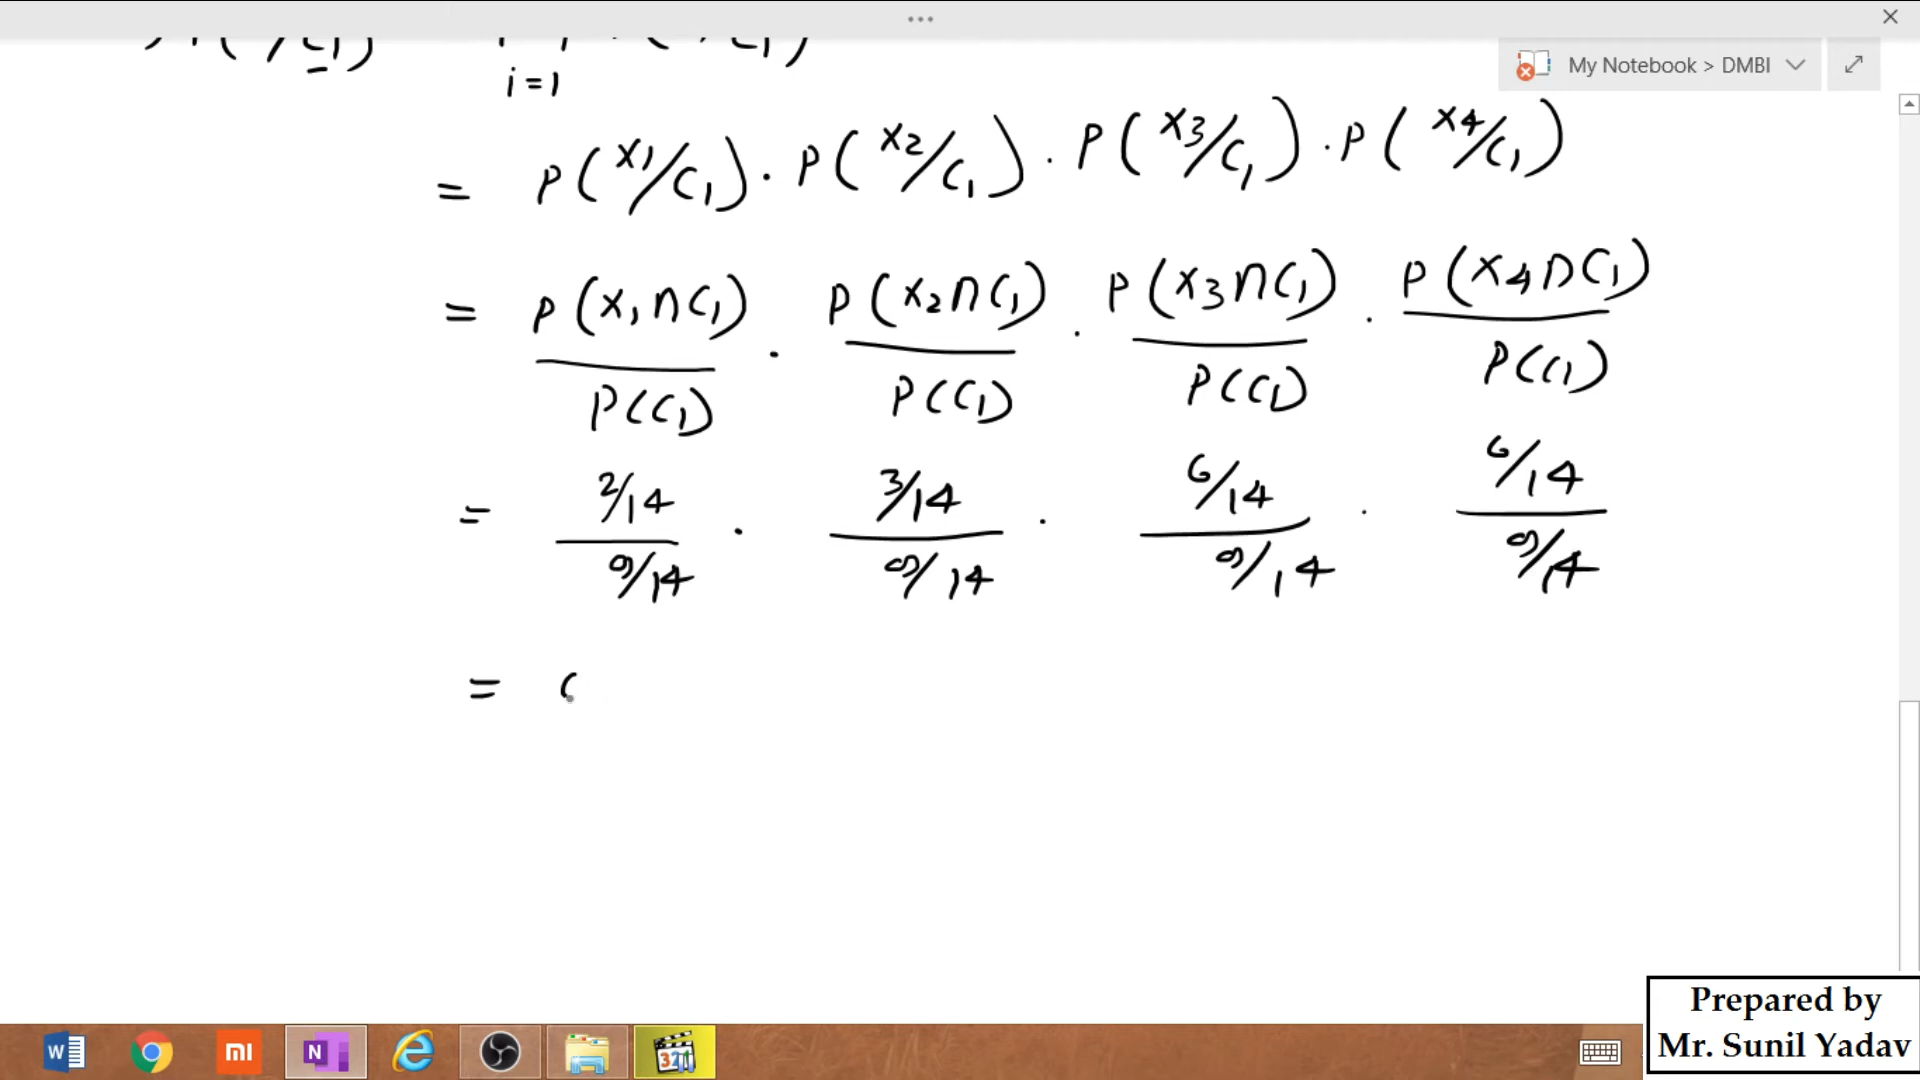 My Notebook > DMBI
i = 1
= P(X1/C1) . P(X2/C1) . P(X3/C1) . P(X4/C1)
= P(X1∩C1)/P(C1) . P(X2∩C1)/P(C1) . P(X3∩C1)/P(C1) . P(X4∩C1)/P(C1)
= 2/14 / 9/14 . 3/14 / 9/14 . 6/14 / 9/14 . 6/14 / 9/14
=
Prepared by
Mr. Sunil Yadav
W
mi
N
321